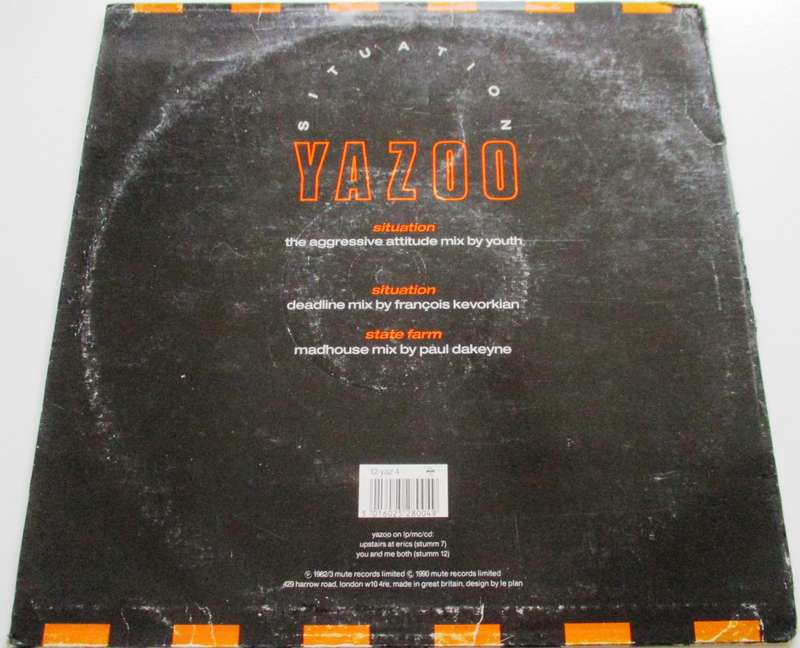 SITUATION
YAZOO
situation
the aggressive attitude mix by youth
situation
deadline mix by françois kevorkian
state farm
madhouse mix by paul dakeyne
12 yaz 4
5 016025 280049
yazoo on lp/mc/cd:
upstairs at erics (stumm 7)
you and me both (stumm 12)
℗ 1982/3 mute records limited © 1990 mute records limited
429 harrow road, london w10 4re, made in great britain, design by le plan